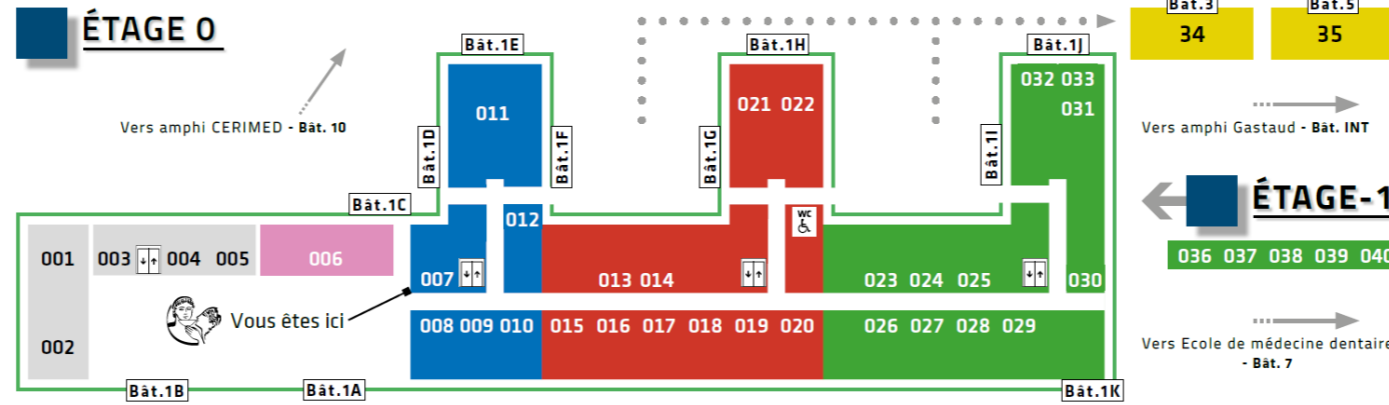 ÉTAGE 0
Bât.3
Bât.5
34
35
Bât.1E
Bât.1H
Bât.1J
032 033
031
011
021 022
Vers amphi CERIMED - Bât. 10
Vers amphi Gastaud - Bât. INT
Bât.1D
Bât.1F
Bât.1G
Bât.1I
Bât.1C
ÉTAGE-1
012
WC
001
003
004 005
006
007
013 014
023 024 025
030
036 037 038 039 040
Vous êtes ici
008 009 010
015 016 017 018 019 020
026 027 028 029
002
Vers Ecole de médecine dentaire
- Bât. 7
Bât.1B
Bât.1A
Bât.1K